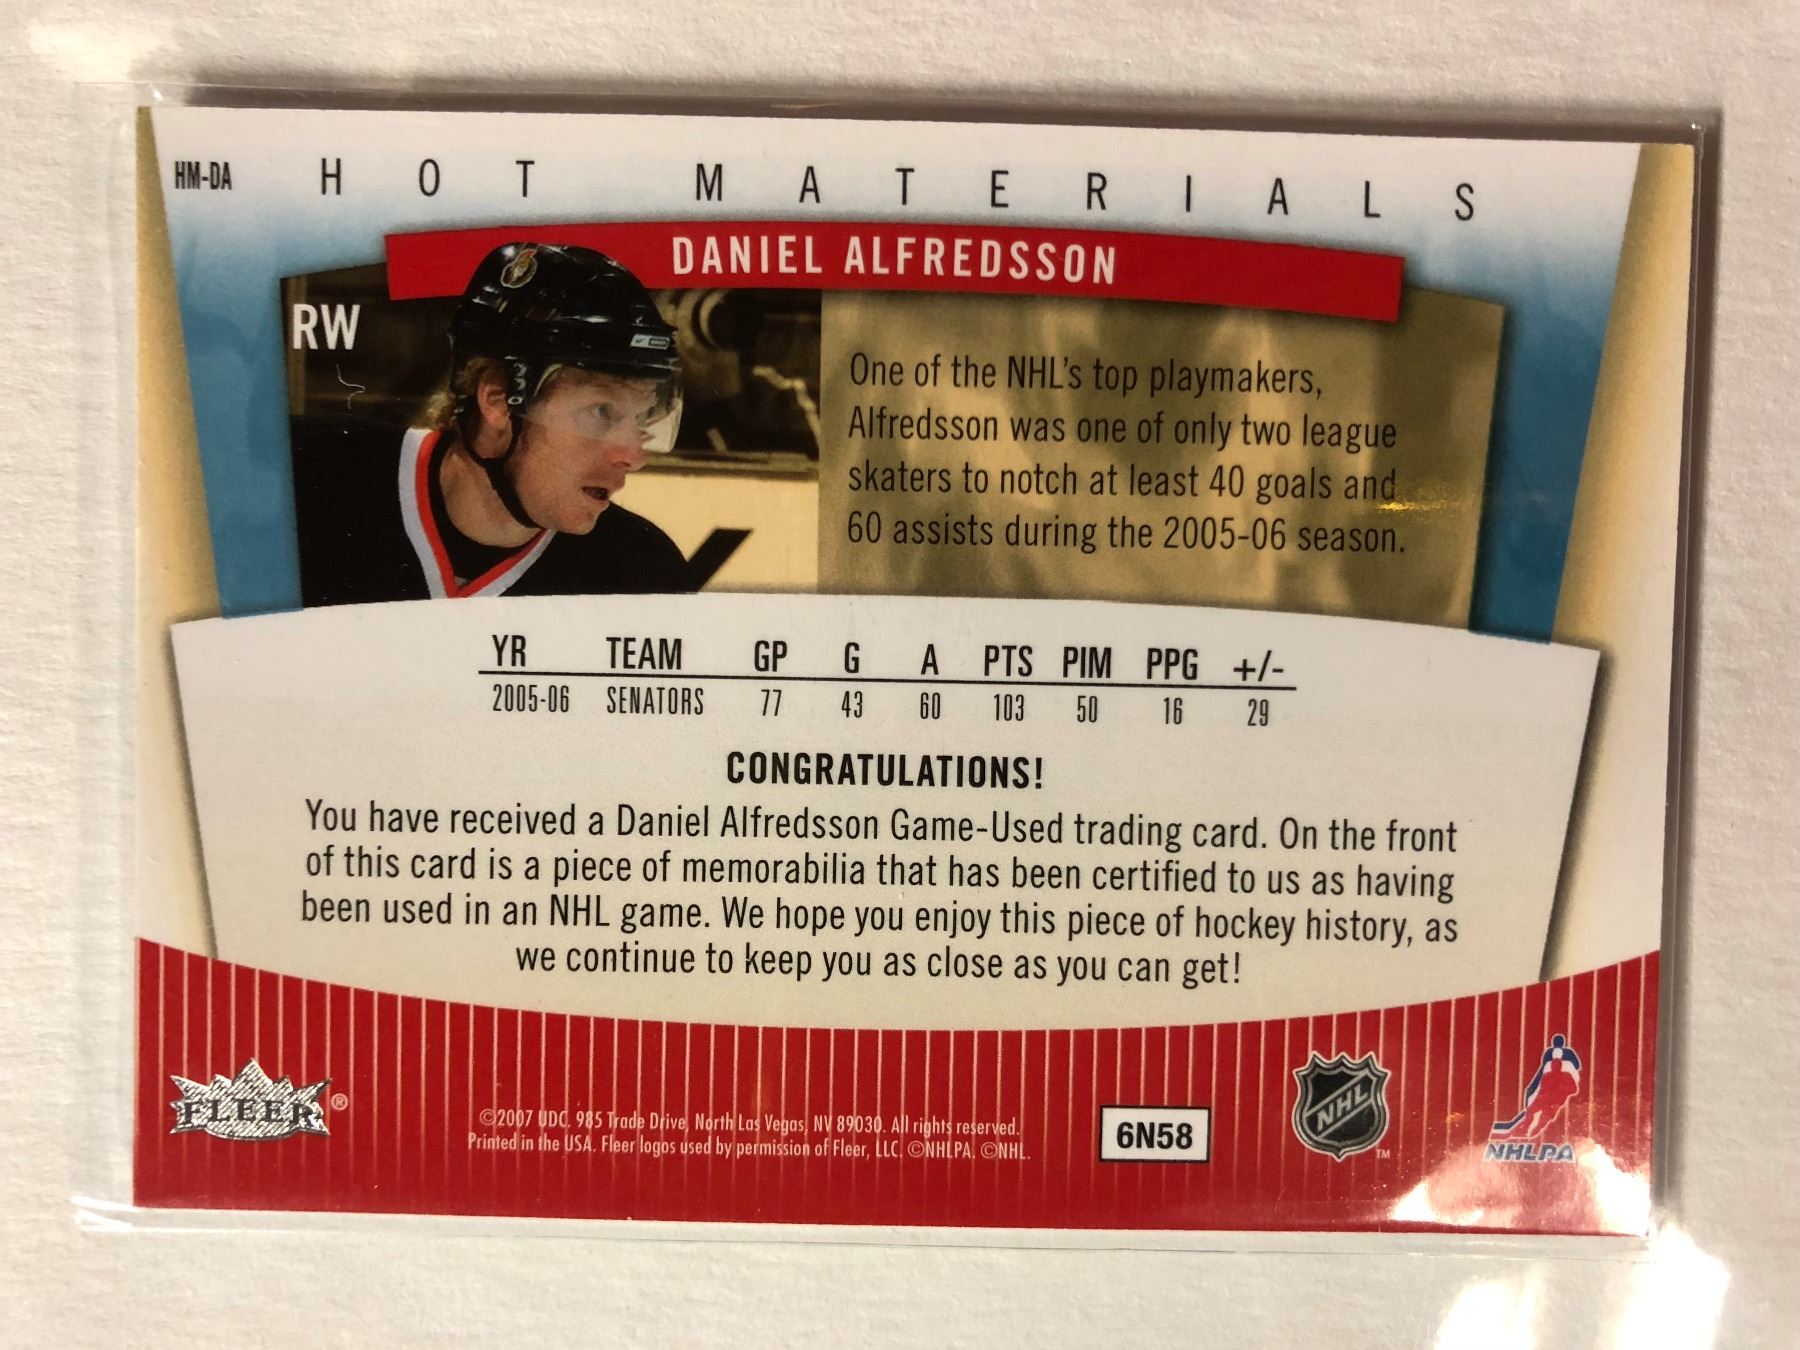 HM-DA HOT MATERIALS
DANIEL ALFREDSSON
RW
One of the NHL's top playmakers,
Alfredsson was one of only two league
skaters to notch at least 40 goals and
60 assists during the 2005-06 season.
YR TEAM GP G A PTS PIM PPG +/-
2005-06 SENATORS 77 43 60 103 50 16 29
CONGRATULATIONS!
You have received a Daniel Alfredsson Game-Used trading card. On the front
of this card is a piece of memorabilia that has been certified to us as having
been used in an NHL game. We hope you enjoy this piece of hockey history, as
we continue to keep you as close as you can get!
FLEER®
©2007 UDC. 985 Trade Drive, North Las Vegas, NV 89030. All rights reserved.
Printed in the USA. Fleer logos used by permission of Fleer, LLC. ©NHLPA. ©NHL.
6N58
NHL TM
NHLPA